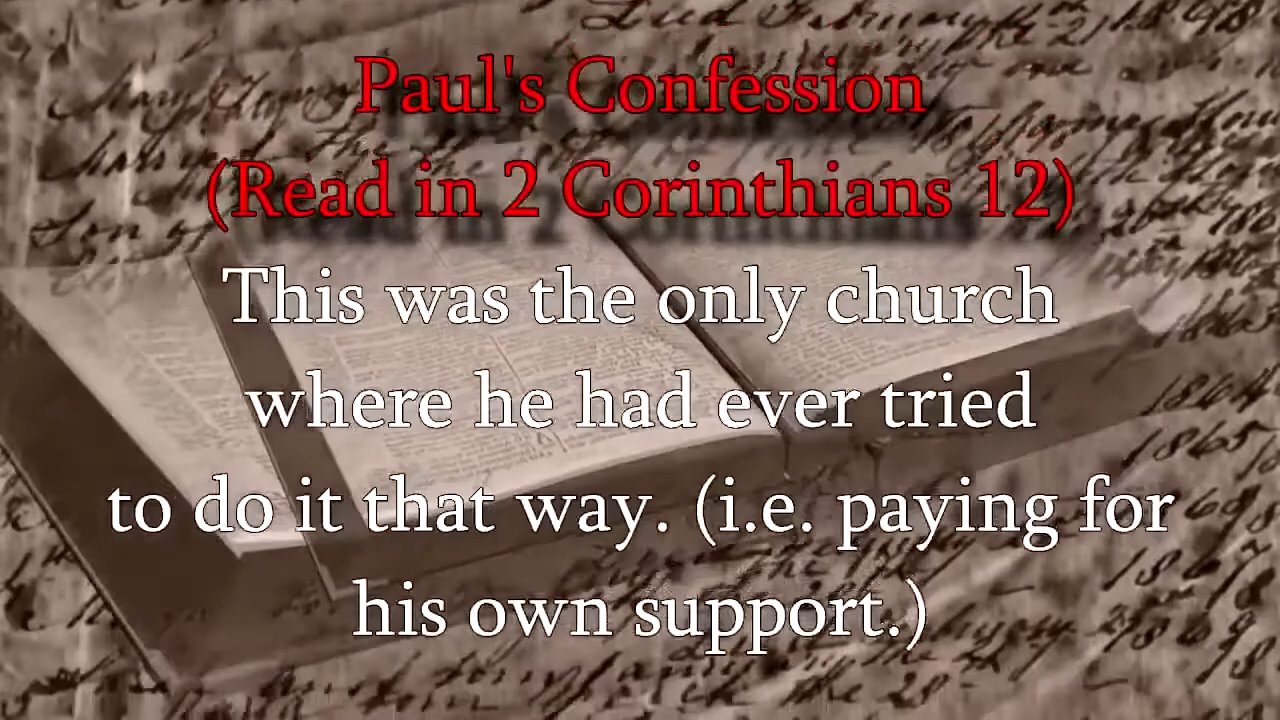 Paul's Confession
(Read in 2 Corinthians 12)
This was the only church
where he had ever tried
to do it that way. (i.e. paying for
his own support.)